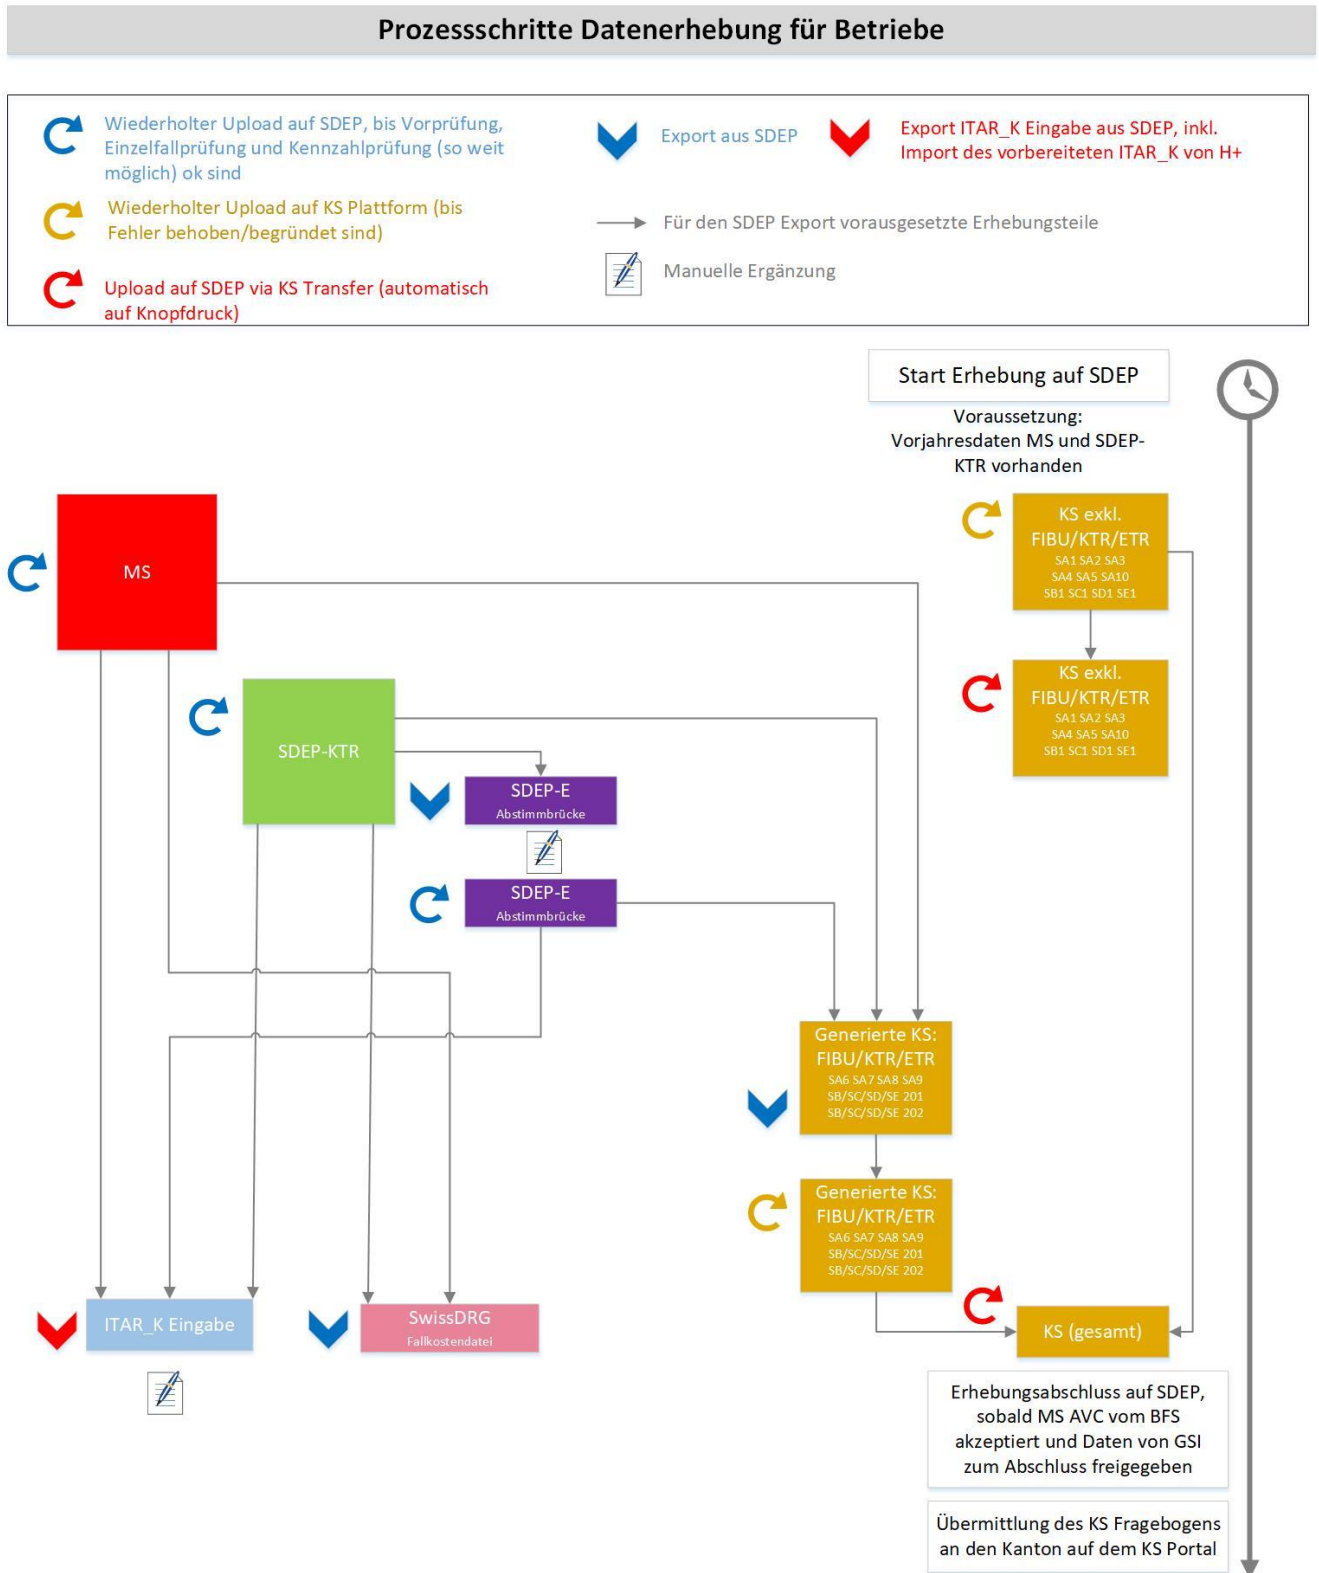 Prozessschritte Datenerhebung für Betriebe
Wiederholter Upload auf SDEP, bis Vorprüfung,
Einzelfallprüfung und Kennzahlprüfung (so weit
möglich) ok sind
Wiederholter Upload auf KS Plattform (bis
Fehler behoben/begründet sind)
Upload auf SDEP via KS Transfer (automatisch
auf Knopfdruck)
Export aus SDEP
Export ITAR_K Eingabe aus SDEP, inkl.
Import des vorbereiteten ITAR_K von H+
Für den SDEP Export vorausgesetzte Erhebungsteile
Manuelle Ergänzung
Start Erhebung auf SDEP
Voraussetzung:
Vorjahresdaten MS und SDEP-
KTR vorhanden
KS exkl.
FIBU/KTR/ETR
SA1 SA2 SA3
SA4 SA5 SA10
SB1 SC1 SD1 SE1
MS
KS exkl.
FIBU/KTR/ETR
SA1 SA2 SA3
SA4 SA5 SA10
SB1 SC1 SD1 SE1
SDEP-KTR
SDEP-E
Abstimmbrücke
SDEP-E
Abstimmbrücke
Generierte KS:
FIBU/KTR/ETR
SA6 SA7 SA8 SA9
SB/SC/SD/SE 201
SB/SC/SD/SE 202
Generierte KS:
FIBU/KTR/ETR
SA6 SA7 SA8 SA9
SB/SC/SD/SE 201
SB/SC/SD/SE 202
ITAR_K Eingabe
SwissDRG
Fallkostendatei
KS (gesamt)
Erhebungsabschluss auf SDEP,
sobald MS AVC vom BFS
akzeptiert und Daten von GSI
zum Abschluss freigegeben
Übermittlung des KS Fragebogens
an den Kanton auf dem KS Portal